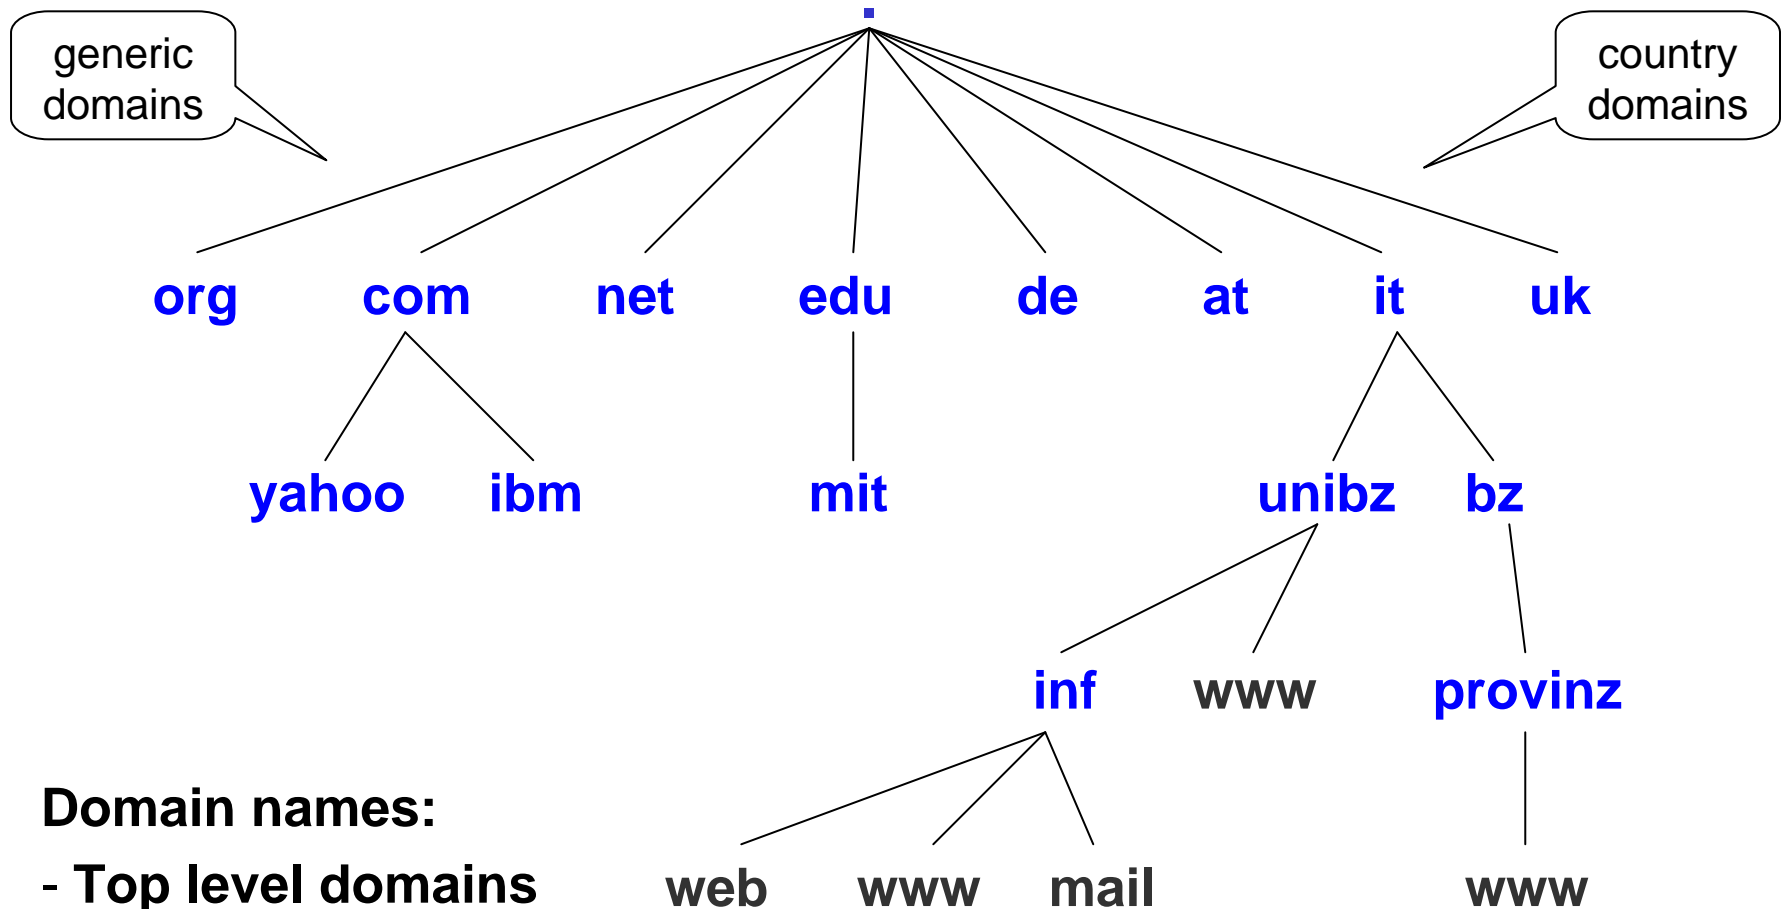 .
generic
domains
country
domains
org com net edu de at it uk
yahoo ibm mit unibz bz
inf www provinz
Domain names:
- Top level domains
web www mail www